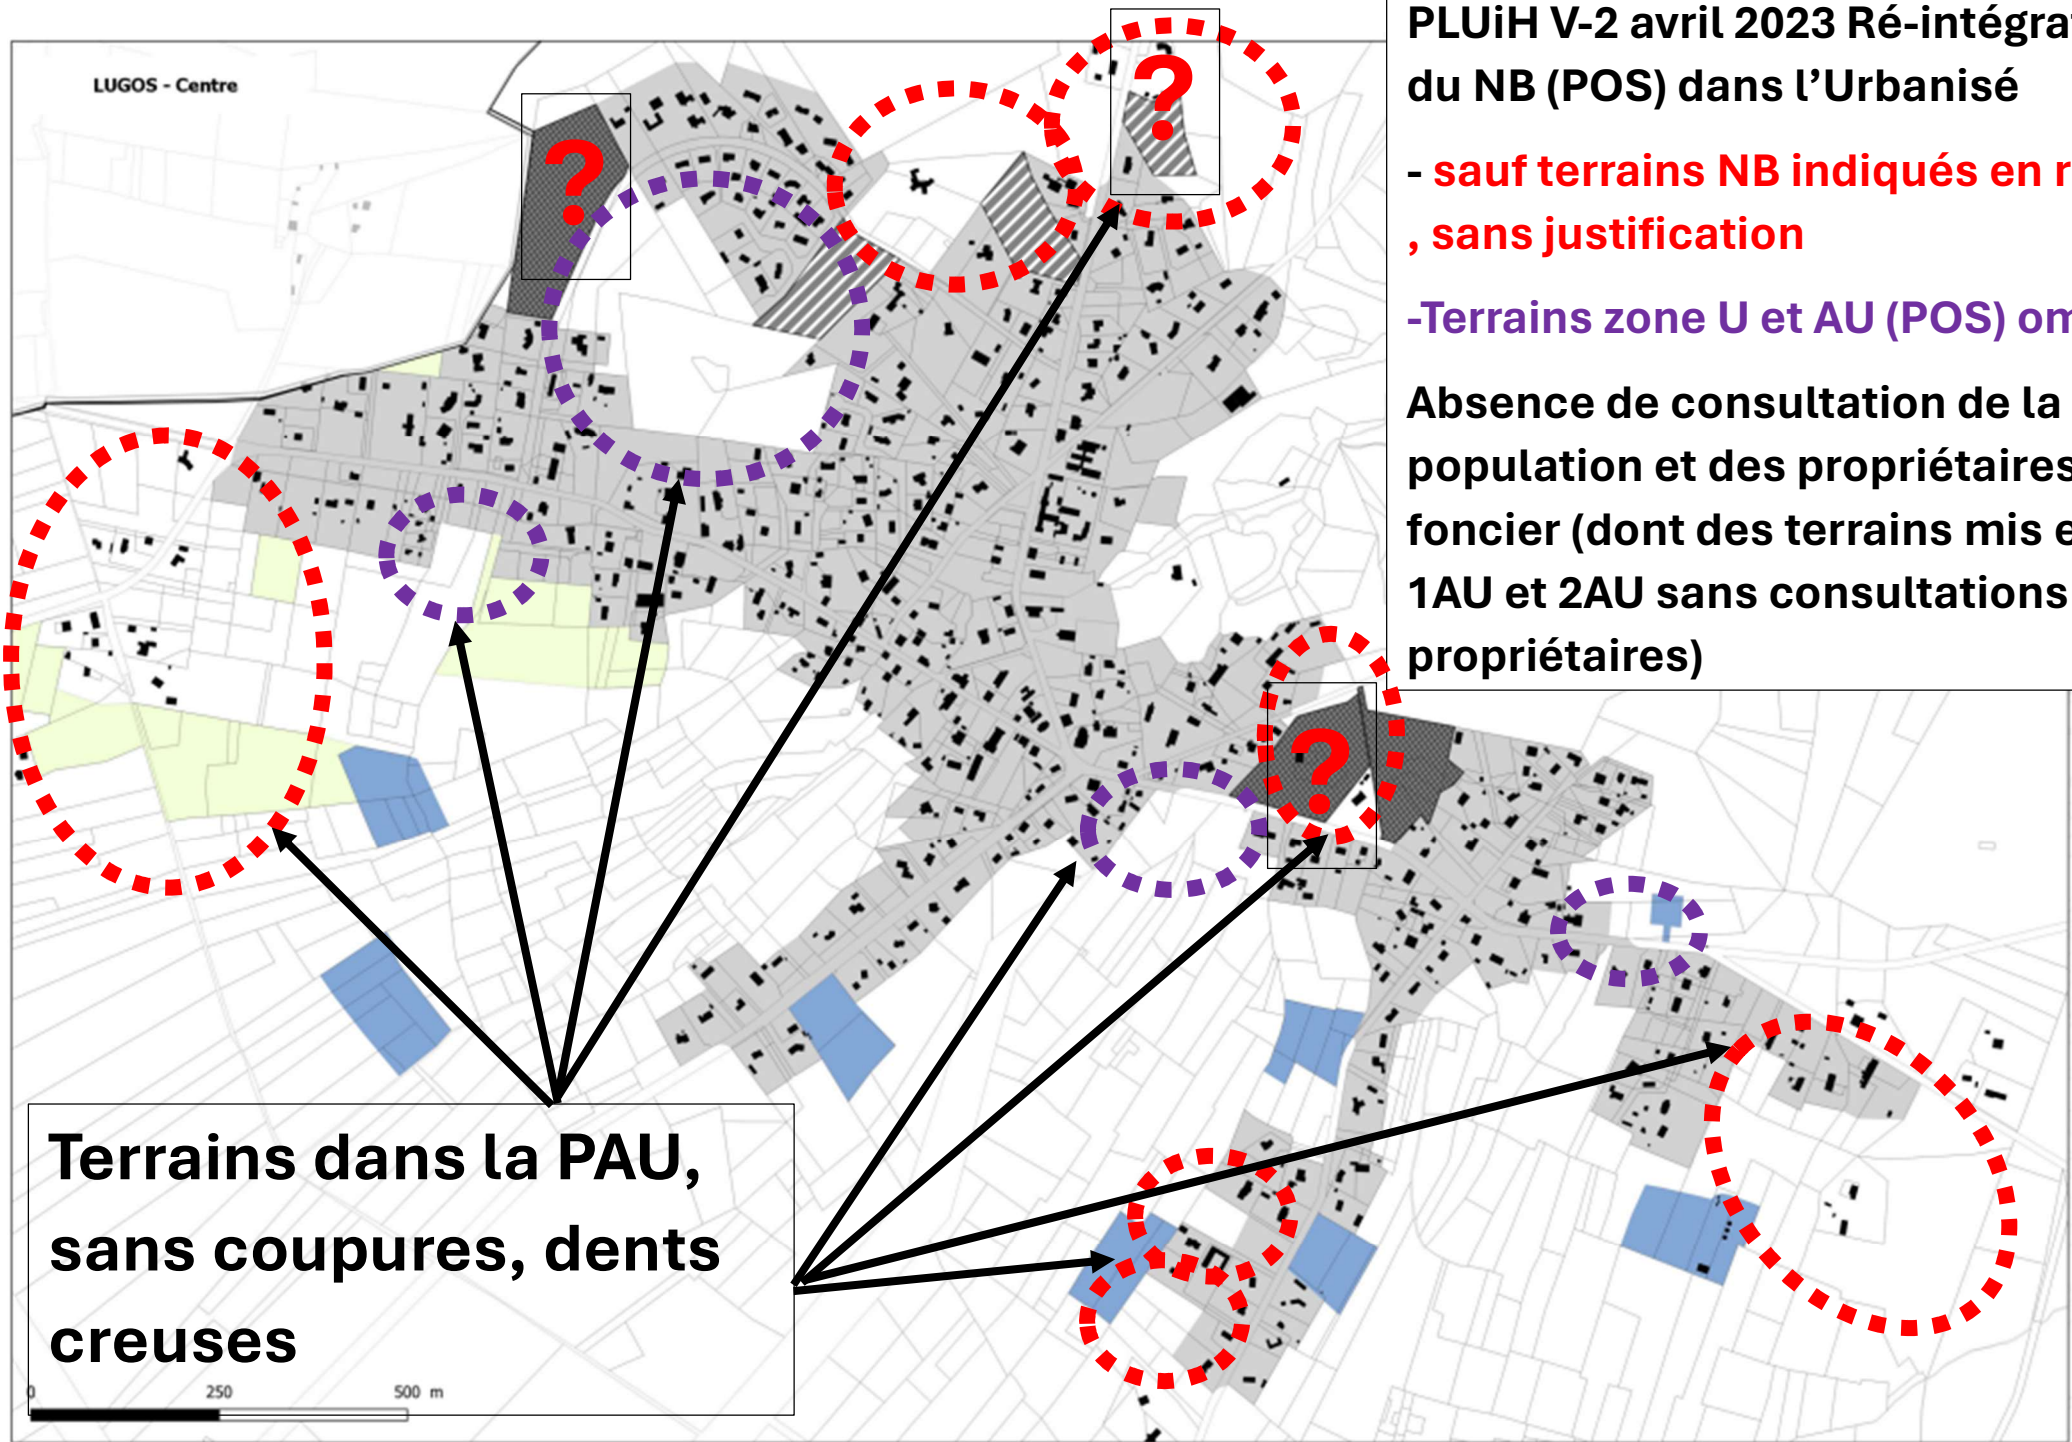 LUGOS - Centre
PLUiH V-2 avril 2023 Ré-intégra
du NB (POS) dans l'Urbanisé
- sauf terrains NB indiqués en r
, sans justification
-Terrains zone U et AU (POS) om
Absence de consultation de la
population et des propriétaires
foncier (dont des terrains mis e
1AU et 2AU sans consultations
propriétaires)
?
?
?
Terrains dans la PAU,
sans coupures, dents
creuses
0 250 500 m